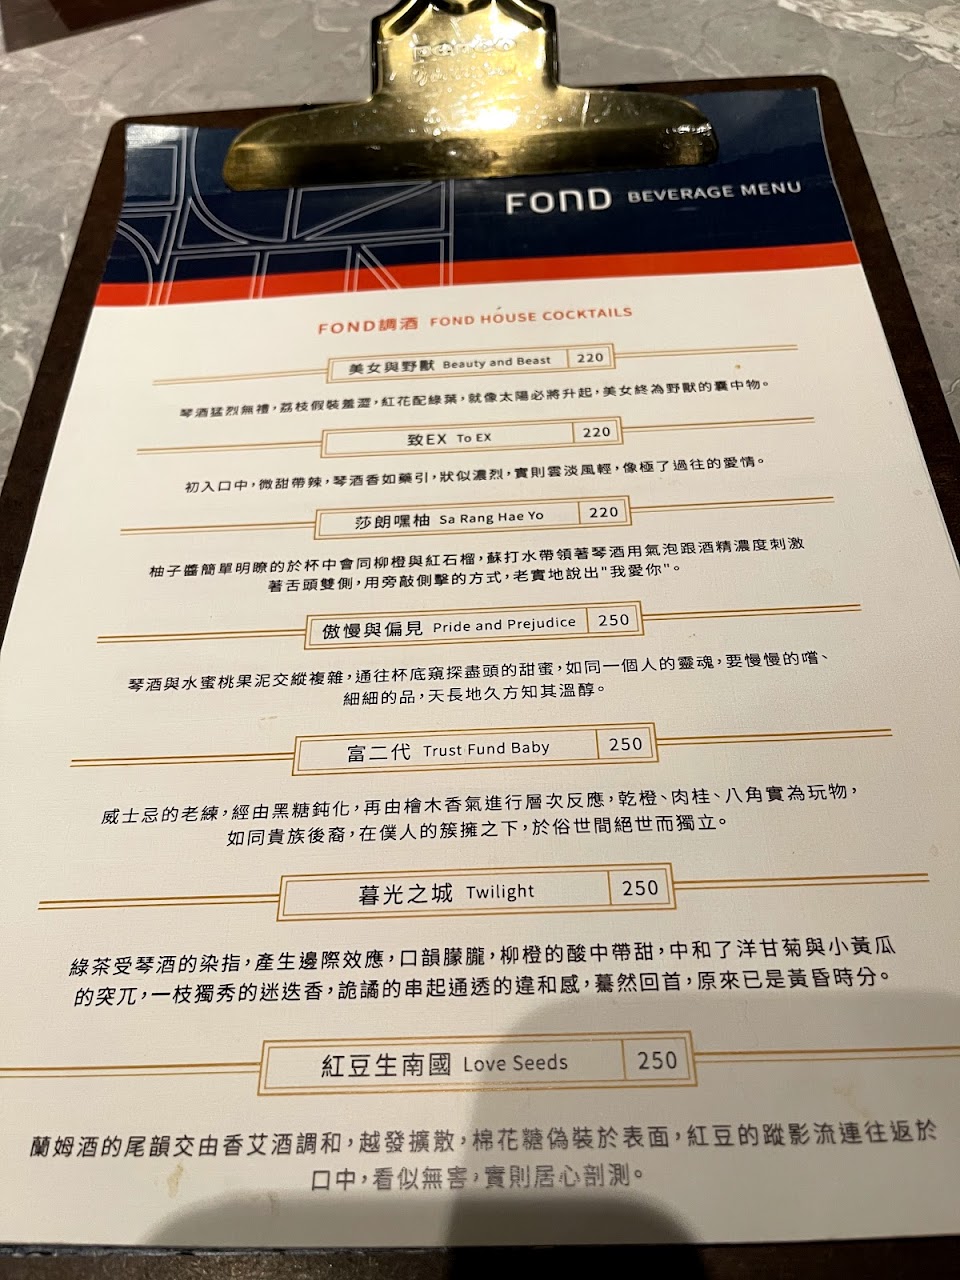 FOND BEVERAGE MENU
FOND調酒 FOND HOUSE COCKTAILS
美女與野獸 Beauty and Beast 220
琴酒猛烈無禮，荔枝假裝羞澀，紅花配綠葉，就像太陽必將升起，美女終為野獸的囊中物。
致EX To EX 220
初入口中，微甜帶辣，琴酒香如藥引，狀似濃烈，實則雲淡風輕，像極了過往的愛情。
莎朗嘿柚 Sa Rang Hae Yo 220
柚子醬簡單明瞭的於杯中會同柳橙與紅石榴，蘇打水帶領著琴酒用氣泡跟酒精濃度刺激
著舌頭雙側，用旁敲側擊的方式，老實地說出"我愛你"。
傲慢與偏見 Pride and Prejudice 250
琴酒與水蜜桃果泥交縱複雜，通往杯底窺探盡頭的甜蜜，如同一個人的靈魂，要慢慢的嚐、
細細的品，天長地久方知其溫醇。
富二代 Trust Fund Baby 250
威士忌的老練，經由黑糖鈍化，再由檜木香氣進行層次反應，乾橙、肉桂、八角實為玩物，
如同貴族後裔，在僕人的簇擁之下，於俗世間絕世而獨立。
暮光之城 Twilight 250
綠茶受琴酒的染指，產生邊際效應，口韻朦朧，柳橙的酸中帶甜，中和了洋甘菊與小黃瓜
的突兀，一枝獨秀的迷迭香，詭譎的串起通透的違和感，驀然回首，原來已是黃昏時分。
紅豆生南國 Love Seeds 250
蘭姆酒的尾韻交由香艾酒調和，越發擴散，棉花糖偽裝於表面，紅豆的蹤影流連往返於
口中，看似無害，實則居心剖測。